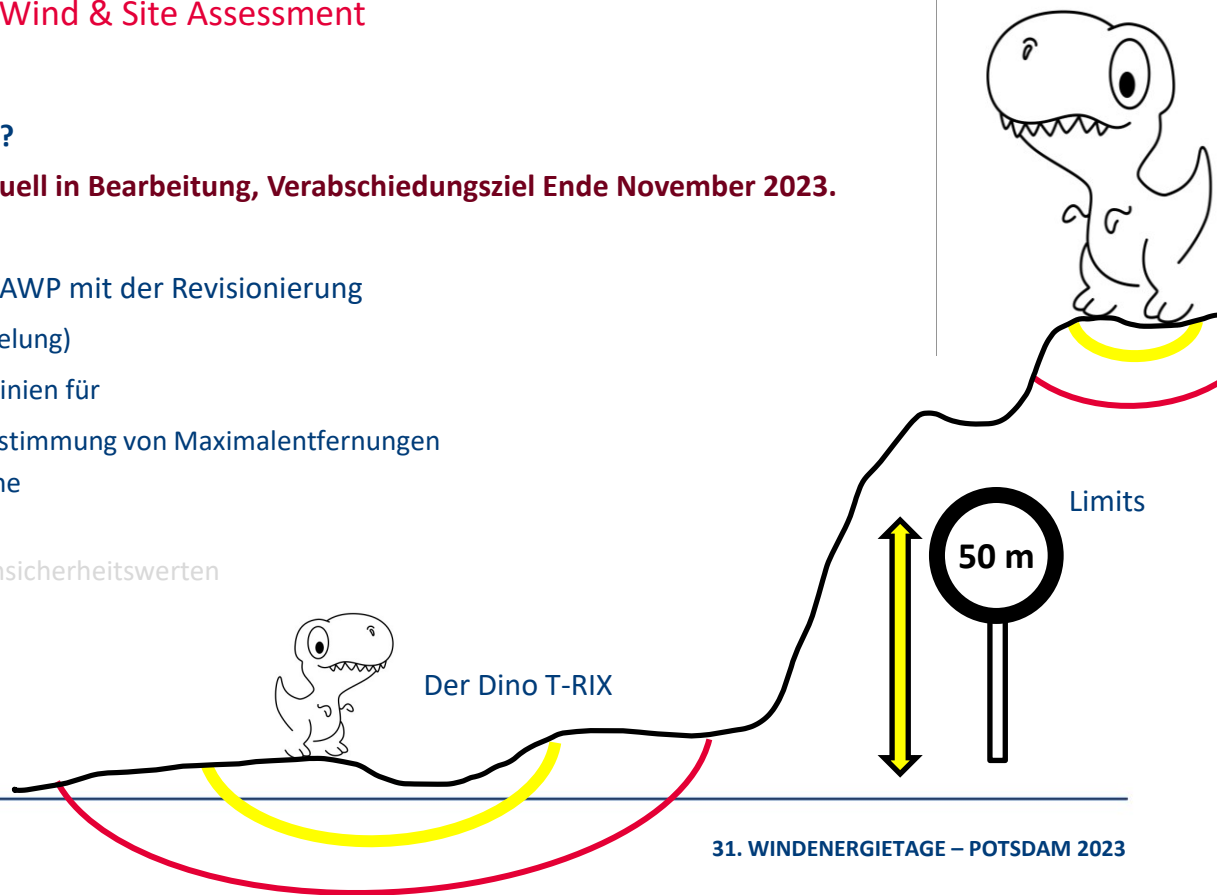 Wind & Site Assessment
?
uell in Bearbeitung, Verabschiedungsziel Ende November 2023.
AWP mit der Revisionierung
elung)
inien für
stimmung von Maximalentfernungen
ne
Limits
50 m
nsicherheitswerten
Der Dino T-RIX
31. WINDENERGIETAGE – POTSDAM 2023